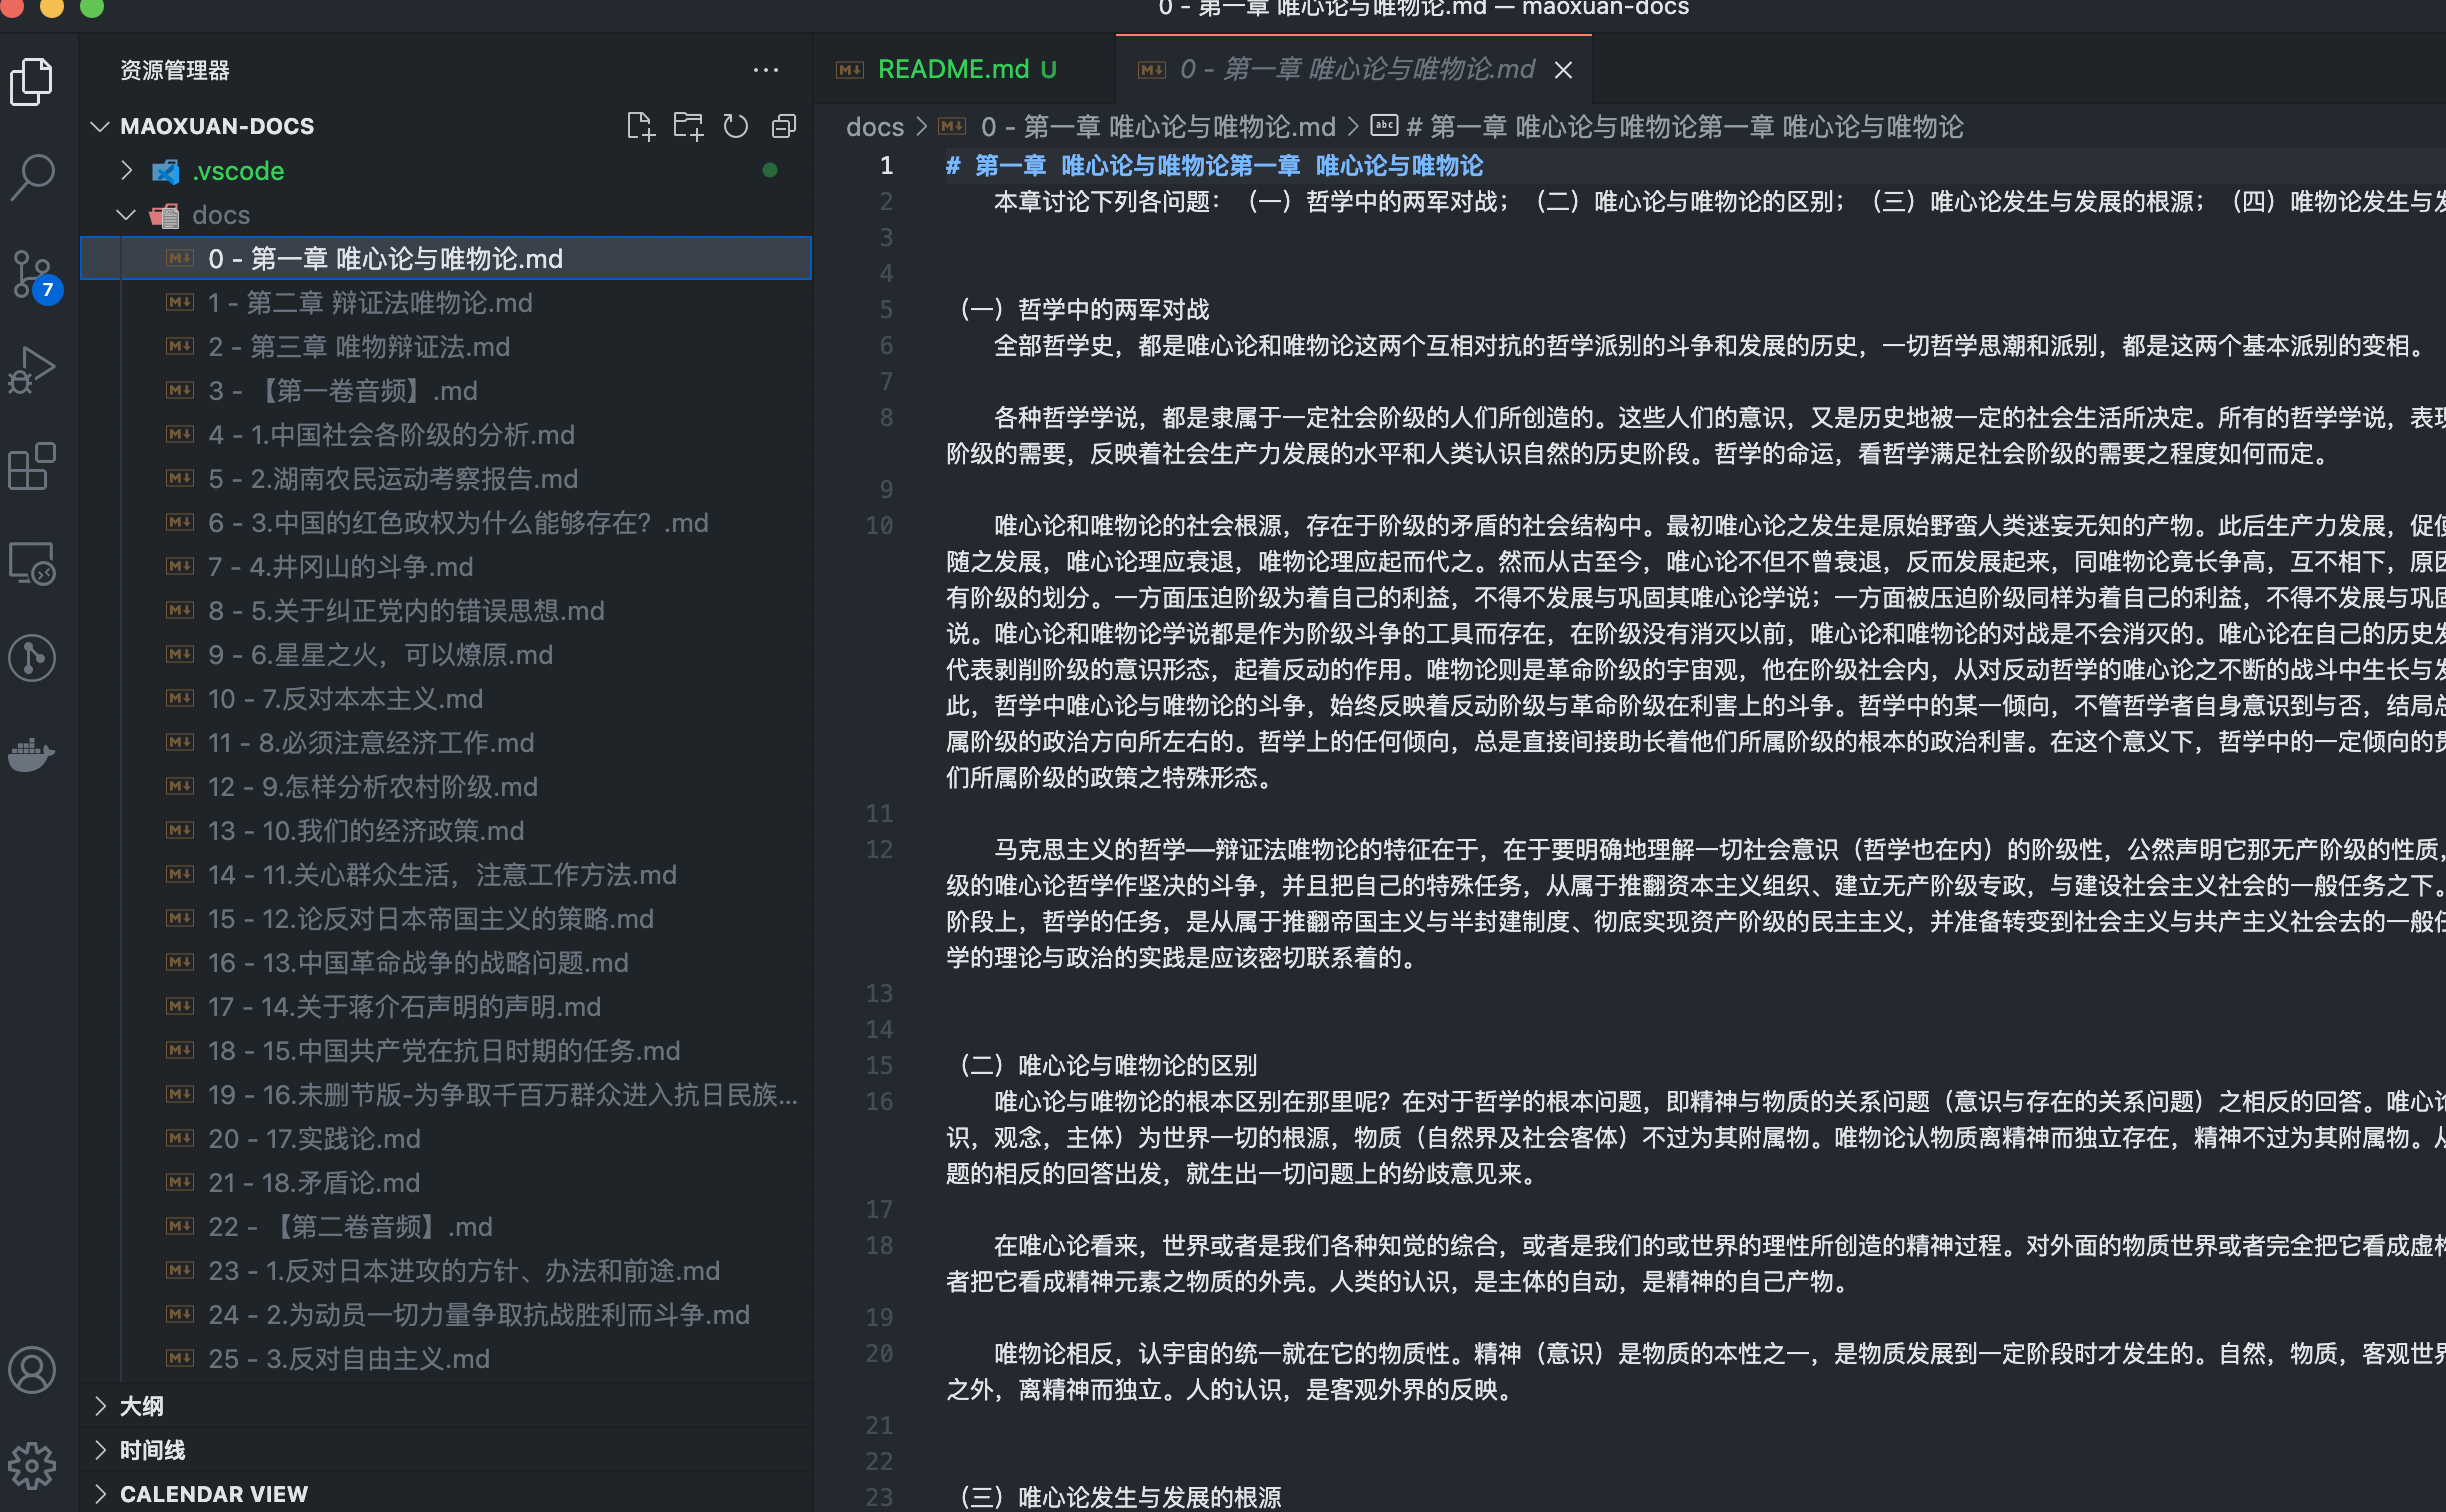 0 - 第一章 唯心论与唯物论.md — maoxuan-docs
资源管理器
MAOXUAN-DOCS
.vscode
docs
0 - 第一章 唯心论与唯物论.md
1 - 第二章 辩证法唯物论.md
2 - 第三章 唯物辩证法.md
3 - 【第一卷音频】.md
4 - 1.中国社会各阶级的分析.md
5 - 2.湖南农民运动考察报告.md
6 - 3.中国的红色政权为什么能够存在？.md
7 - 4.井冈山的斗争.md
8 - 5.关于纠正党内的错误思想.md
9 - 6.星星之火，可以燎原.md
10 - 7.反对本本主义.md
11 - 8.必须注意经济工作.md
12 - 9.怎样分析农村阶级.md
13 - 10.我们的经济政策.md
14 - 11.关心群众生活，注意工作方法.md
15 - 12.论反对日本帝国主义的策略.md
16 - 13.中国革命战争的战略问题.md
17 - 14.关于蒋介石声明的声明.md
18 - 15.中国共产党在抗日时期的任务.md
19 - 16.未删节版-为争取千百万群众进入抗日民族...
20 - 17.实践论.md
21 - 18.矛盾论.md
22 - 【第二卷音频】.md
23 - 1.反对日本进攻的方针、办法和前途.md
24 - 2.为动员一切力量争取抗战胜利而斗争.md
25 - 3.反对自由主义.md
大纲
时间线
CALENDAR VIEW
7
README.md U
0 - 第一章 唯心论与唯物论.md
docs > 0 - 第一章 唯心论与唯物论.md > abc # 第一章 唯心论与唯物论第一章 唯心论与唯物论
1 # 第一章 唯心论与唯物论第一章 唯心论与唯物论
2 本章讨论下列各问题：（一）哲学中的两军对战；（二）唯心论与唯物论的区别；（三）唯心论发生与发展的根源；（四）唯物论发生与发
3
4
5 （一）哲学中的两军对战
6 全部哲学史，都是唯心论和唯物论这两个互相对抗的哲学派别的斗争和发展的历史，一切哲学思潮和派别，都是这两个基本派别的变相。
7
8 各种哲学学说，都是隶属于一定社会阶级的人们所创造的。这些人们的意识，又是历史地被一定的社会生活所决定。所有的哲学学说，表现
阶级的需要，反映着社会生产力发展的水平和人类认识自然的历史阶段。哲学的命运，看哲学满足社会阶级的需要之程度如何而定。
9
10 唯心论和唯物论的社会根源，存在于阶级的矛盾的社会结构中。最初唯心论之发生是原始野蛮人类迷妄无知的产物。此后生产力发展，促使
随之发展，唯心论理应衰退，唯物论理应起而代之。然而从古至今，唯心论不但不曾衰退，反而发展起来，同唯物论竟长争高，互不相下，原因
有阶级的划分。一方面压迫阶级为着自己的利益，不得不发展与巩固其唯心论学说；一方面被压迫阶级同样为着自己的利益，不得不发展与巩固
说。唯心论和唯物论学说都是作为阶级斗争的工具而存在，在阶级没有消灭以前，唯心论和唯物论的对战是不会消灭的。唯心论在自己的历史发
代表剥削阶级的意识形态，起着反动的作用。唯物论则是革命阶级的宇宙观，他在阶级社会内，从对反动哲学的唯心论之不断的战斗中生长与发
此，哲学中唯心论与唯物论的斗争，始终反映着反动阶级与革命阶级在利害上的斗争。哲学中的某一倾向，不管哲学者自身意识到与否，结局总
属阶级的政治方向所左右的。哲学上的任何倾向，总是直接间接助长着他们所属阶级的根本的政治利害。在这个意义下，哲学中的一定倾向的贯
们所属阶级的政策之特殊形态。
11
12 马克思主义的哲学——辩证法唯物论的特征在于，在于要明确地理解一切社会意识（哲学也在内）的阶级性，公然声明它那无产阶级的性质，
级的唯心论哲学作坚决的斗争，并且把自己的特殊任务，从属于推翻资本主义组织、建立无产阶级专政，与建设社会主义社会的一般任务之下。
阶段上，哲学的任务，是从属于推翻帝国主义与半封建制度、彻底实现资产阶级的民主主义，并准备转变到社会主义与共产主义社会去的一般任
学的理论与政治的实践是应该密切联系着的。
13
14
15 （二）唯心论与唯物论的区别
16 唯心论与唯物论的根本区别在那里呢？在对于哲学的根本问题，即精神与物质的关系问题（意识与存在的关系问题）之相反的回答。唯心论
识，观念，主体）为世界一切的根源，物质（自然界及社会客体）不过为其附属物。唯物论认物质离精神而独立存在，精神不过为其附属物。从
题的相反的回答出发，就生出一切问题上的纷歧意见来。
17
18 在唯心论看来，世界或者是我们各种知觉的综合，或者是我们的或世界的理性所创造的精神过程。对外面的物质世界或者完全把它看成虚构
者把它看成精神元素之物质的外壳。人类的认识，是主体的自动，是精神的自己产物。
19
20 唯物论相反，认宇宙的统一就在它的物质性。精神（意识）是物质的本性之一，是物质发展到一定阶段时才发生的。自然，物质，客观世界
之外，离精神而独立。人的认识，是客观外界的反映。
21
22
23 （三）唯心论发生与发展的根源